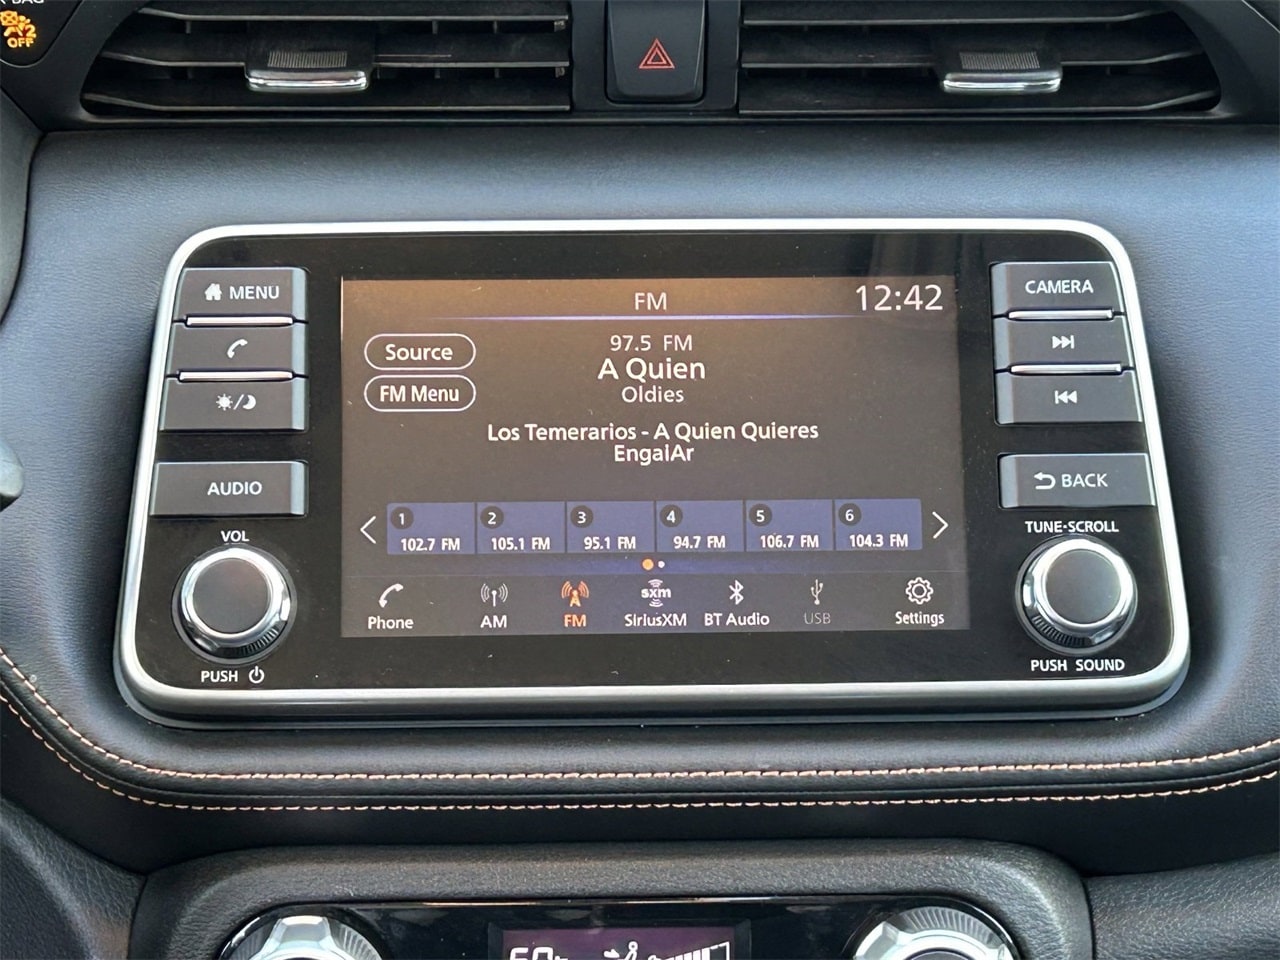 2
OFF
MENU
CAMERA
AUDIO
BACK
VOL
TUNE·SCROLL
PUSH
PUSH SOUND
FM
12:42
Source
FM Menu
97.5 FM
A Quien
Oldies
Los Temerarios - A Quien Quieres
EngalAr
1
102.7 FM
2
105.1 FM
3
95.1 FM
4
94.7 FM
5
106.7 FM
6
104.3 FM
Phone
AM
FM
sxm
SiriusXM
BT Audio
USB
Settings